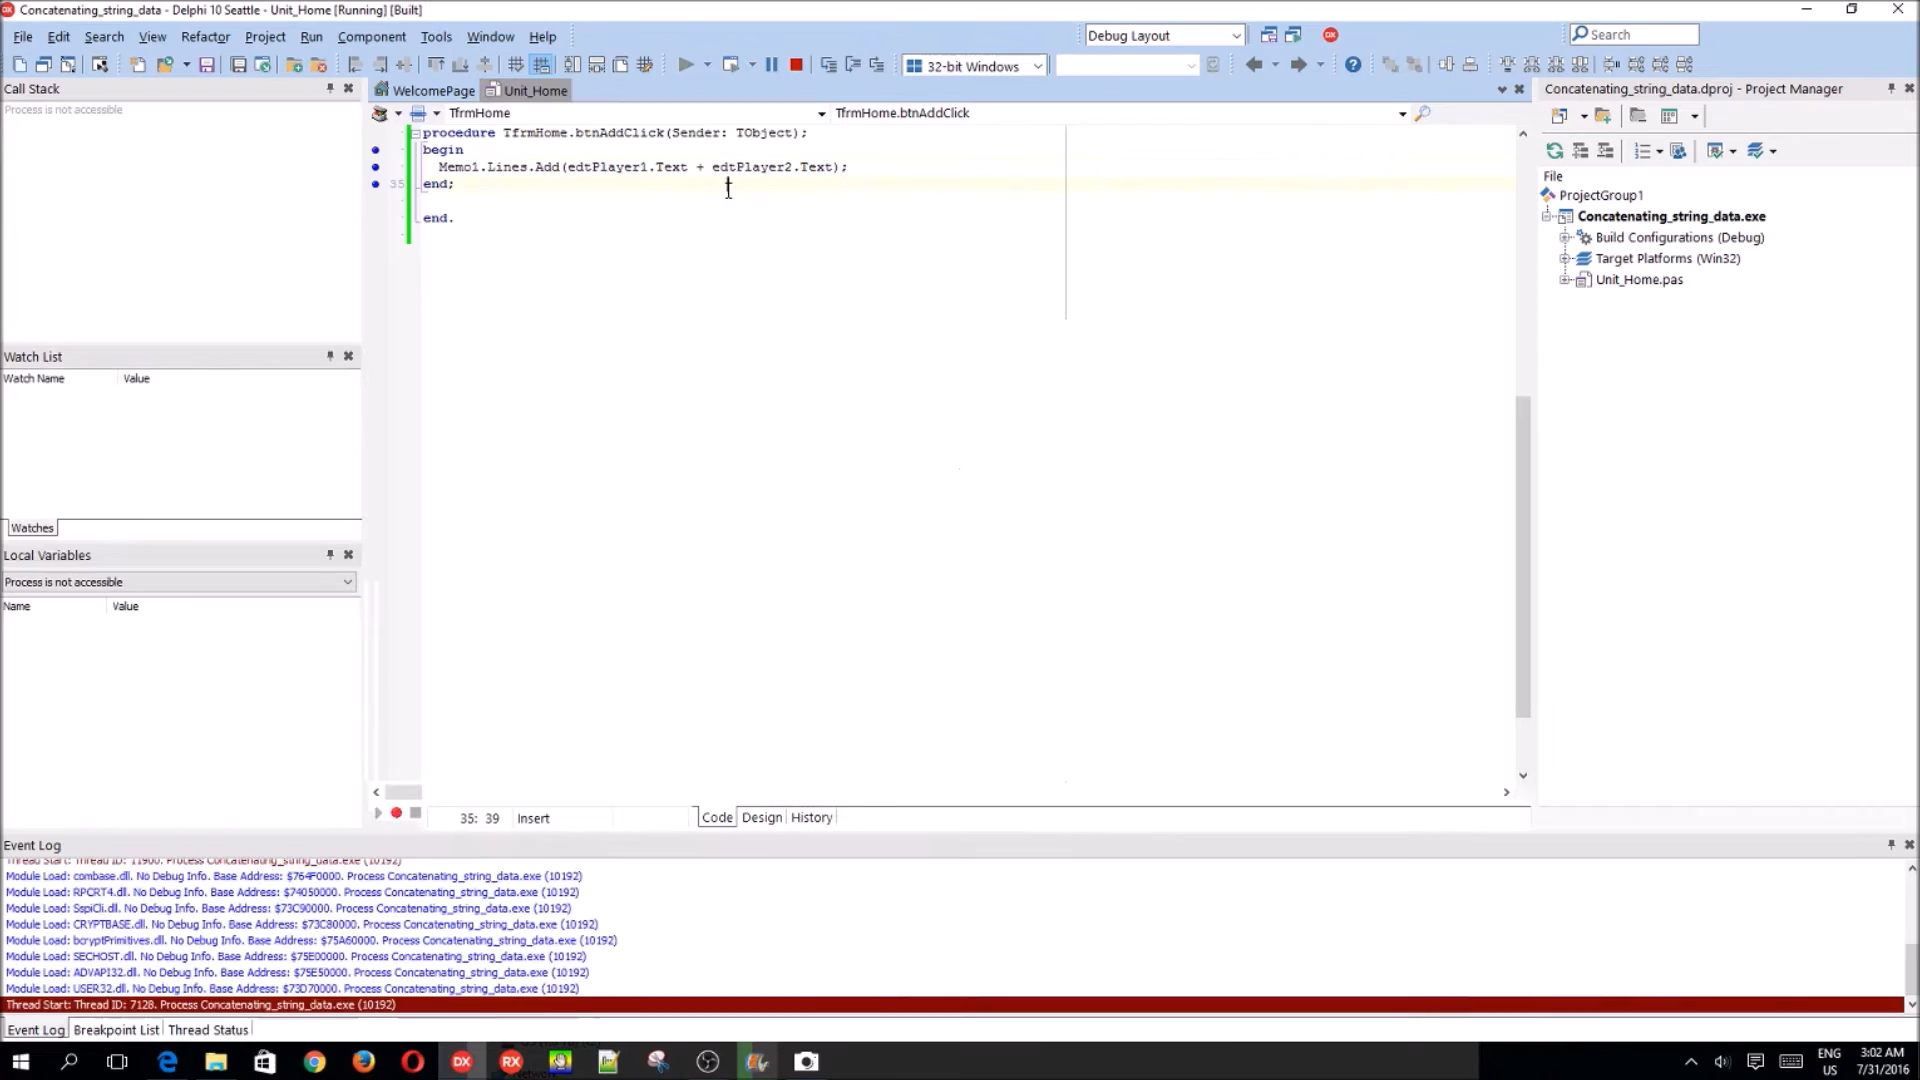 Concatenating_string_data - Delphi 10 Seattle - Unit_Home [Running] [Built]
File Edit Search View Refactor Project Run Component Tools Window Help
Debug Layout
Search
32-bit Windows
Call Stack
Process is not accessible
WelcomePage Unit_Home
TfrmHome
TfrmHome.btnAddClick
procedure TfrmHome.btnAddClick(Sender: TObject);
begin
Memo1.Lines.Add(edtPlayer1.Text + edtPlayer2.Text);
35 end;
end.
Concatenating_string_data.dproj - Project Manager
File
ProjectGroup1
Concatenating_string_data.exe
Build Configurations (Debug)
Target Platforms (Win32)
Unit_Home.pas
Watch List
Watch Name Value
Watches
Local Variables
Process is not accessible
Name Value
35: 39 Insert
Code Design History
Event Log
Thread Start: Thread ID: 11900. Process Concatenating_string_data.exe (10192)
Module Load: combase.dll. No Debug Info. Base Address: $764F0000. Process Concatenating_string_data.exe (10192)
Module Load: RPCRT4.dll. No Debug Info. Base Address: $74050000. Process Concatenating_string_data.exe (10192)
Module Load: SspiCli.dll. No Debug Info. Base Address: $73C90000. Process Concatenating_string_data.exe (10192)
Module Load: CRYPTBASE.dll. No Debug Info. Base Address: $73C80000. Process Concatenating_string_data.exe (10192)
Module Load: bcryptPrimitives.dll. No Debug Info. Base Address: $75A60000. Process Concatenating_string_data.exe (10192)
Module Load: SECHOST.dll. No Debug Info. Base Address: $75E00000. Process Concatenating_string_data.exe (10192)
Module Load: ADVAPI32.dll. No Debug Info. Base Address: $75E50000. Process Concatenating_string_data.exe (10192)
Module Load: USER32.dll. No Debug Info. Base Address: $73D70000. Process Concatenating_string_data.exe (10192)
Thread Start: Thread ID: 7128. Process Concatenating_string_data.exe (10192)
Event Log Breakpoint List Thread Status
DX RX
ENG
US
3:02 AM
7/31/2016